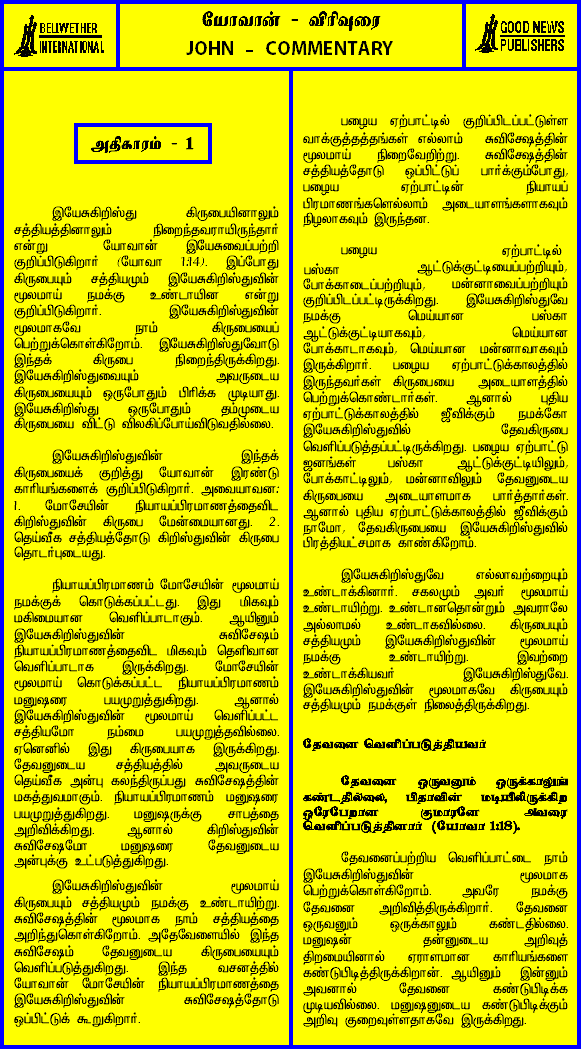 BELIWETHER
INTERNATIONAL
யோவான் - விரிவுரை
JOHN - COMMENTARY
GOOD NEWS
PUBLISHERS
அதிகாரம் - 1
இயேசுகிறிஸ்து கிருபையினாலும்
சத்தியத்தினாலும் நிறைந்தவராயிருந்தார்
என்று யோவான் இயேசுவைப்பற்றி
குறிப்பிடுகிறார் (யோவா 1:14). இப்போது
கிருபையும் சத்தியமும் இயேசுகிறிஸ்துவின்
மூலமாய் நமக்கு உண்டாயின என்று
குறிப்பிடுகிறார். இயேசுகிறிஸ்துவின்
மூலமாகவே நாம் கிருபையைப்
பெற்றுக்கொள்கிறோம். இயேசுகிறிஸ்துவோடு
இந்தக் கிருபை நிறைந்திருக்கிறது.
இயேசுகிறிஸ்துவையும் அவருடைய
கிருபையையும் ஒருபோதும் பிரிக்க முடியாது.
இயேசுகிறிஸ்து ஒருபோதும் தம்முடைய
கிருபையை விட்டு விலகிப்போய்விடுவதில்லை.
இயேசுகிறிஸ்துவின் இந்தக்
கிருபையைக் குறித்து யோவான் இரண்டு
காரியங்களைக் குறிப்பிடுகிறார். அவையாவன:
1. மோசேயின் நியாயப்பிரமாணத்தைவிட
கிறிஸ்துவின் கிருபை மேன்மையானது. 2.
தெய்வீக சத்தியத்தோடு கிறிஸ்துவின் கிருபை
தொடர்புடையது.
நியாயப்பிரமாணம் மோசேயின் மூலமாய்
நமக்குக் கொடுக்கப்பட்டது. இது மிகவும்
மகிமையான வெளிப்பாடாகும். ஆயினும்
இயேசுகிறிஸ்துவின் சுவிசேஷம்
நியாயப்பிரமாணத்தைவிட மிகவும் தெளிவான
வெளிப்பாடாக இருக்கிறது. மோசேயின்
மூலமாய் கொடுக்கப்பட்ட நியாயப்பிரமாணம்
மனுஷரை பயமுறுத்துகிறது. ஆனால்
இயேசுகிறிஸ்துவின் மூலமாய் வெளிப்பட்ட
சத்தியமோ நம்மை பயமுறுத்தவில்லை.
ஏனெனில் இது கிருபையாக இருக்கிறது.
தேவனுடைய சத்தியத்தில் அவருடைய
தெய்வீக அன்பு கலந்திருப்பது சுவிசேஷத்தின்
மகத்துவமாகும். நியாயப்பிரமாணம் மனுஷரை
பயமுறுத்துகிறது. மனுஷருக்கு சாபத்தை
அறிவிக்கிறது. ஆனால் கிறிஸ்துவின்
சுவிசேஷமோ மனுஷரை தேவனுடைய
அன்புக்கு உட்படுத்துகிறது.
இயேசுகிறிஸ்துவின் மூலமாய்
கிருபையும் சத்தியமும் நமக்கு உண்டாயிற்று.
சுவிசேஷத்தின் மூலமாக நாம் சத்தியத்தை
அறிந்துகொள்கிறோம். அதேவேளையில் இந்த
சுவிசேஷம் தேவனுடைய கிருபையையும்
வெளிப்படுத்துகிறது. இந்த வசனத்தில்
யோவான் மோசேயின் நியாயப்பிரமாணத்தை
இயேசுகிறிஸ்துவின் சுவிசேஷத்தோடு
ஒப்பிட்டுக் கூறுகிறார்.
பழைய ஏற்பாட்டில் குறிப்பிடப்பட்டுள்ள
வாக்குத்தத்தங்கள் எல்லாம் சுவிசேஷத்தின்
மூலமாய் நிறைவேறிற்று. சுவிசேஷத்தின்
சத்தியத்தோடு ஒப்பிட்டுப் பார்க்கும்போது,
பழைய ஏற்பாட்டின் நியாயப்
பிரமாணங்களெல்லாம் அடையாளங்களாகவும்
நிழலாகவும் இருந்தன.
பழைய ஏற்பாட்டில்
பஸ்கா ஆட்டுக்குட்டியைப்பற்றியும்,
போக்காடைப்பற்றியும், மன்னாவைப்பற்றியும்
குறிப்பிடப்பட்டிருக்கிறது. இயேசுகிறிஸ்துவே
நமக்கு மெய்யான பஸ்கா
ஆட்டுக்குட்டியாகவும், மெய்யான
போக்காடாகவும், மெய்யான மன்னாவாகவும்
இருக்கிறார். பழைய ஏற்பாட்டுக்காலத்தில்
இருந்தவர்கள் கிருபையை அடையாளத்தில்
பெற்றுக்கொண்டார்கள். ஆனால் புதிய
ஏற்பாட்டுக்காலத்தில் ஜீவிக்கும் நமக்கோ
இயேசுகிறிஸ்துவில் தேவகிருபை
வெளிப்படுத்தப்பட்டிருக்கிறது. பழைய ஏற்பாட்டு
ஜனங்கள் பஸ்கா ஆட்டுக்குட்டியிலும்,
போக்காட்டிலும், மன்னாவிலும் தேவனுடைய
கிருபையை அடையாளமாக பார்த்தார்கள்.
ஆனால் புதிய ஏற்பாட்டுக்காலத்தில் ஜீவிக்கும்
நாமோ, தேவகிருபையை இயேசுகிறிஸ்துவில்
பிரத்தியட்சமாக காண்கிறோம்.
இயேசுகிறிஸ்துவே எல்லாவற்றையும்
உண்டாக்கினார். சகலமும் அவர் மூலமாய்
உண்டாயிற்று. உண்டானதொன்றும் அவராலே
அல்லாமல் உண்டாகவில்லை. கிருபையும்
சத்தியமும் இயேசுகிறிஸ்துவின் மூலமாய்
நமக்கு உண்டாயிற்று. இவற்றை
உண்டாக்கியவர் இயேசுகிறிஸ்துவே.
இயேசுகிறிஸ்துவின் மூலமாகவே கிருபையும்
சத்தியமும் நமக்குள் நிலைத்திருக்கிறது.
தேவனை வெளிப்படுத்தியவர்
தேவனை ஒருவனும் ஒருக்காலுங்
கண்டதில்லை, பிதாவின் மடியிலிருக்கிற
ஒரேபேறான குமாரனே அவரை
வெளிப்படுத்தினார் (யோவா 1:18).
தேவனைப்பற்றிய வெளிப்பாட்டை நாம்
இயேசுகிறிஸ்துவின் மூலமாக
பெற்றுக்கொள்கிறோம். அவரே நமக்கு
தேவனை அறிவித்திருக்கிறார். தேவனை
ஒருவனும் ஒருக்காலும் கண்டதில்லை.
மனுஷன் தன்னுடைய அறிவுத்
திறமையினால் ஏராளமான காரியங்களை
கண்டுபிடித்திருக்கிறான். ஆயினும் இன்னும்
அவனால் தேவனை கண்டுபிடிக்க
முடியவில்லை. மனுஷனுடைய கண்டுபிடிக்கும்
அறிவு குறைவுள்ளதாகவே இருக்கிறது.